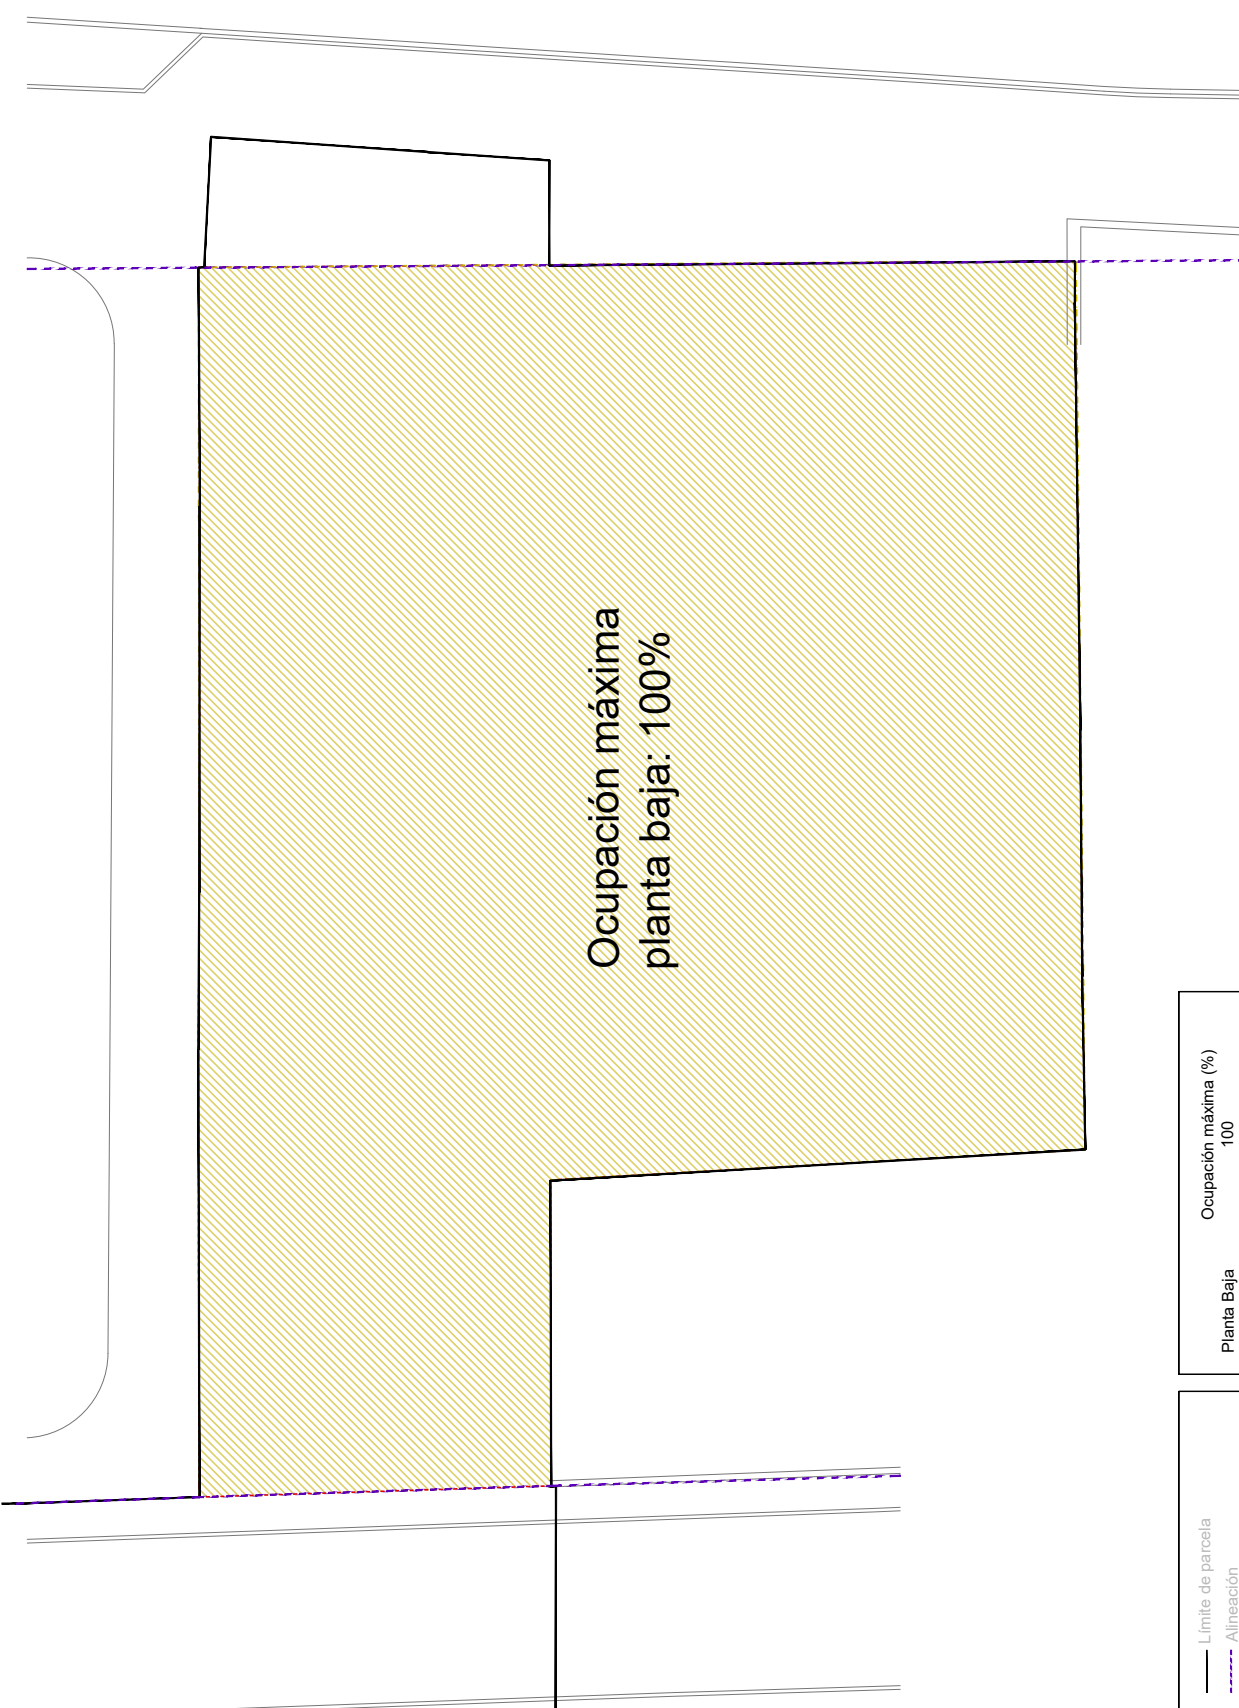 Ocupación máxima
planta baja: 100%
Ocupación máxima (%)
Planta Baja 100
Límite de parcela
Alineación